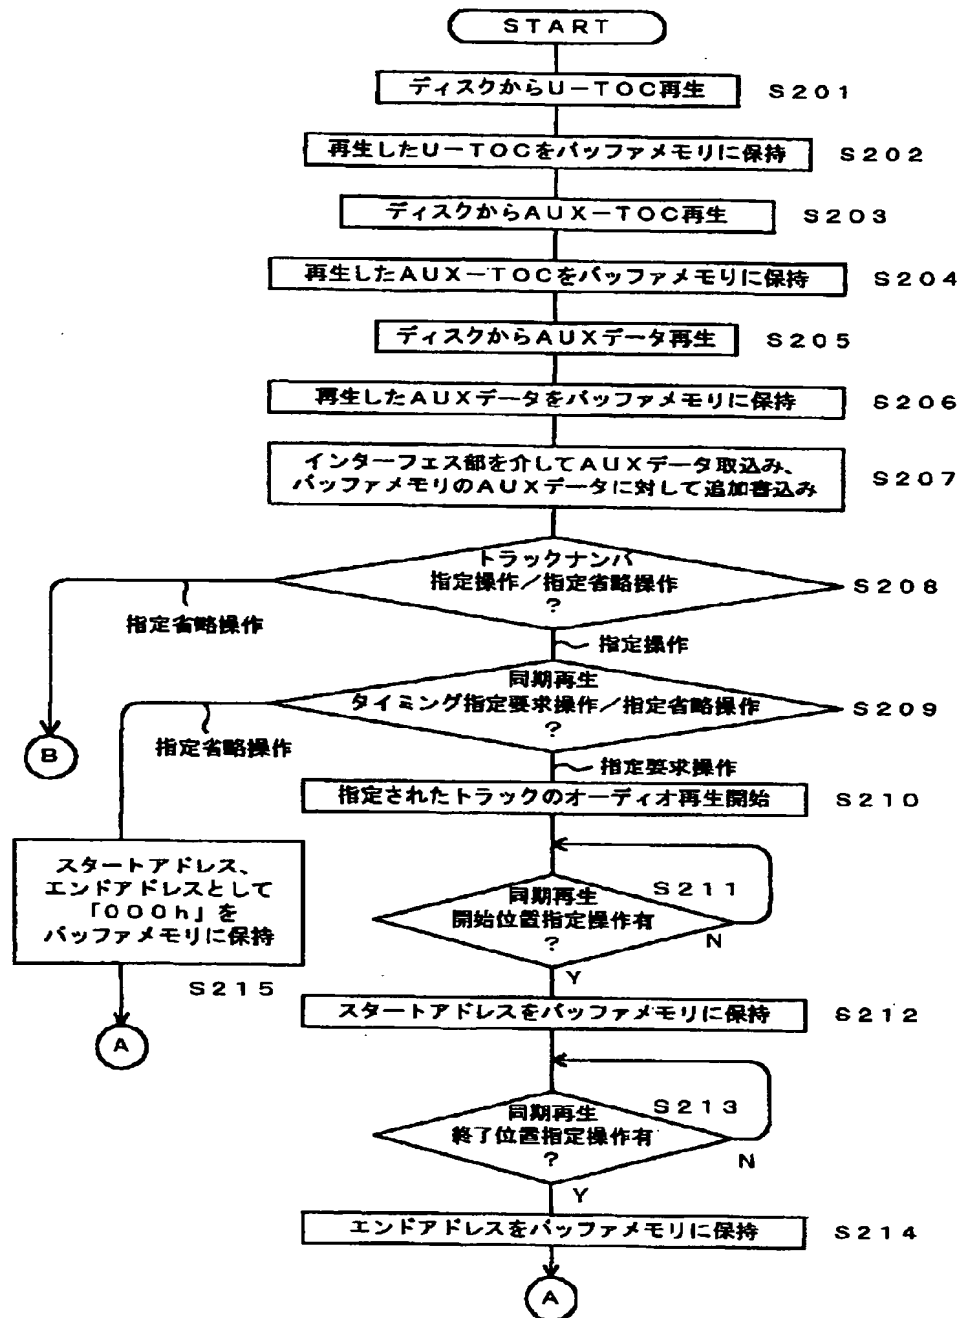 START
ディスクからU－TOC再生
S201
再生したU－TOCをバッファメモリに保持
S202
ディスクからAUX－TOC再生
S203
再生したAUX－TOCをバッファメモリに保持
S204
ディスクからAUXデータ再生
S205
再生したAUXデータをバッファメモリに保持
S206
インターフェス部を介してAUXデータ取込み、
バッファメモリのAUXデータに対して追加書込み
S207
トラックナンバ
指定操作／指定省略操作
？
S208
指定省略操作
指定操作
同期再生
タイミング指定要求操作／指定省略操作
？
S209
B
指定省略操作
指定要求操作
指定されたトラックのオーディオ再生開始
S210
スタートアドレス、
エンドアドレスとして
「000h」を
バッファメモリに保持
S215
A
同期再生
開始位置指定操作有
？
S211
N
Y
スタートアドレスをバッファメモリに保持
S212
同期再生
終了位置指定操作有
？
S213
N
Y
エンドアドレスをバッファメモリに保持
S214
A